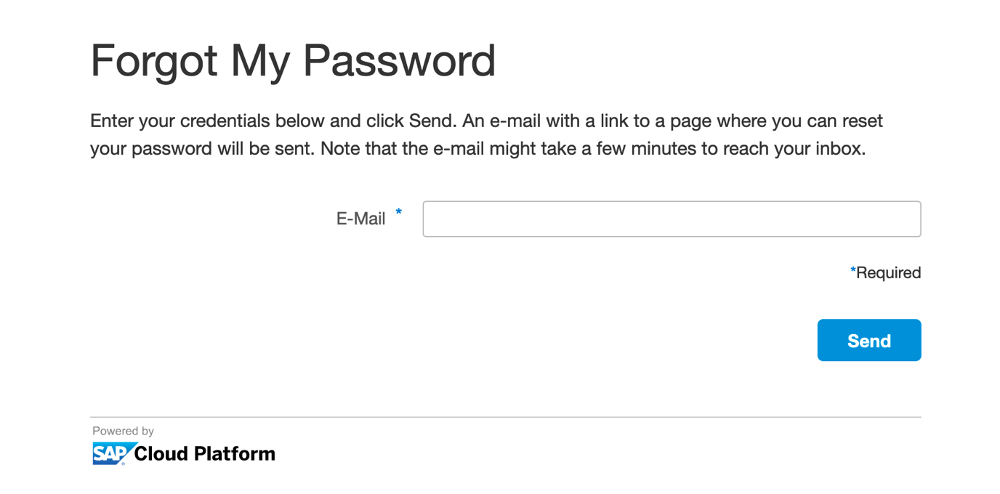 Forgot My Password
Enter your credentials below and click Send. An e-mail with a link to a page where you can reset
your password will be sent. Note that the e-mail might take a few minutes to reach your inbox.
E-Mail *
*Required
Send
Powered by
SAP® Cloud Platform